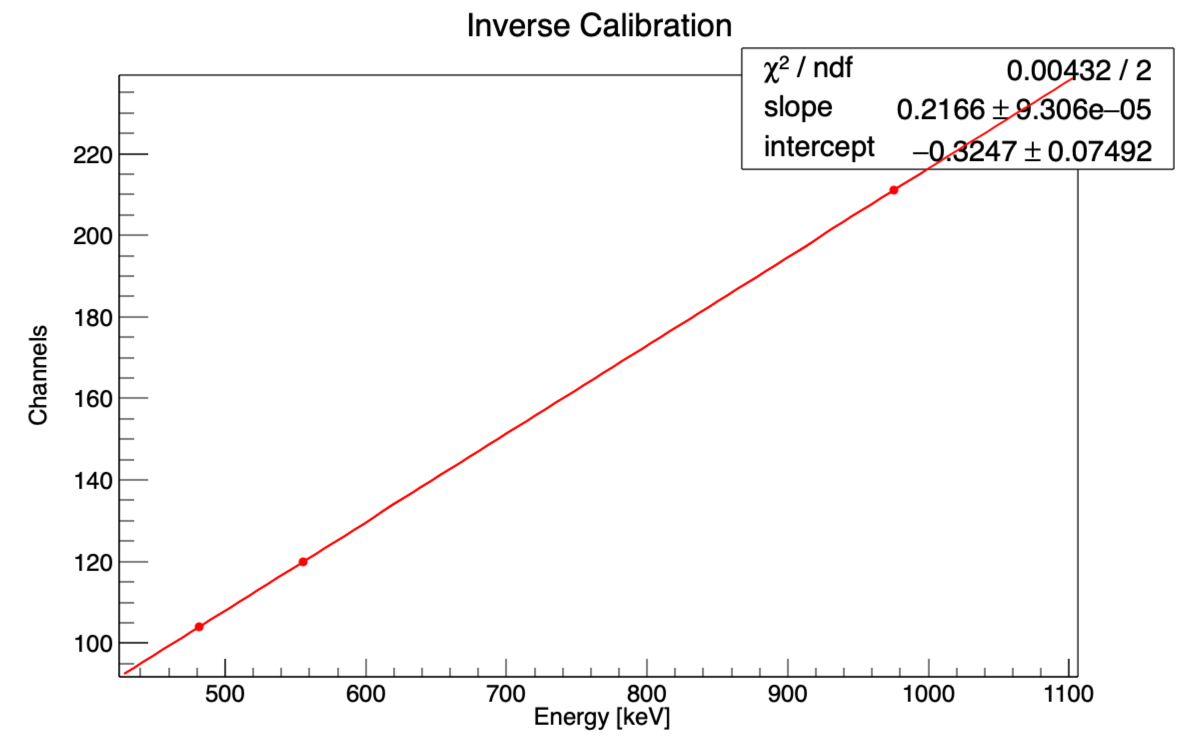 Inverse Calibration
χ² / ndf 0.00432 / 2
slope 0.2166 ± 9.306e–05
intercept –0.3247 ± 0.07492
220
200
180
160
140
120
100
Channels
500 600 700 800 900 1000 1100
Energy [keV]